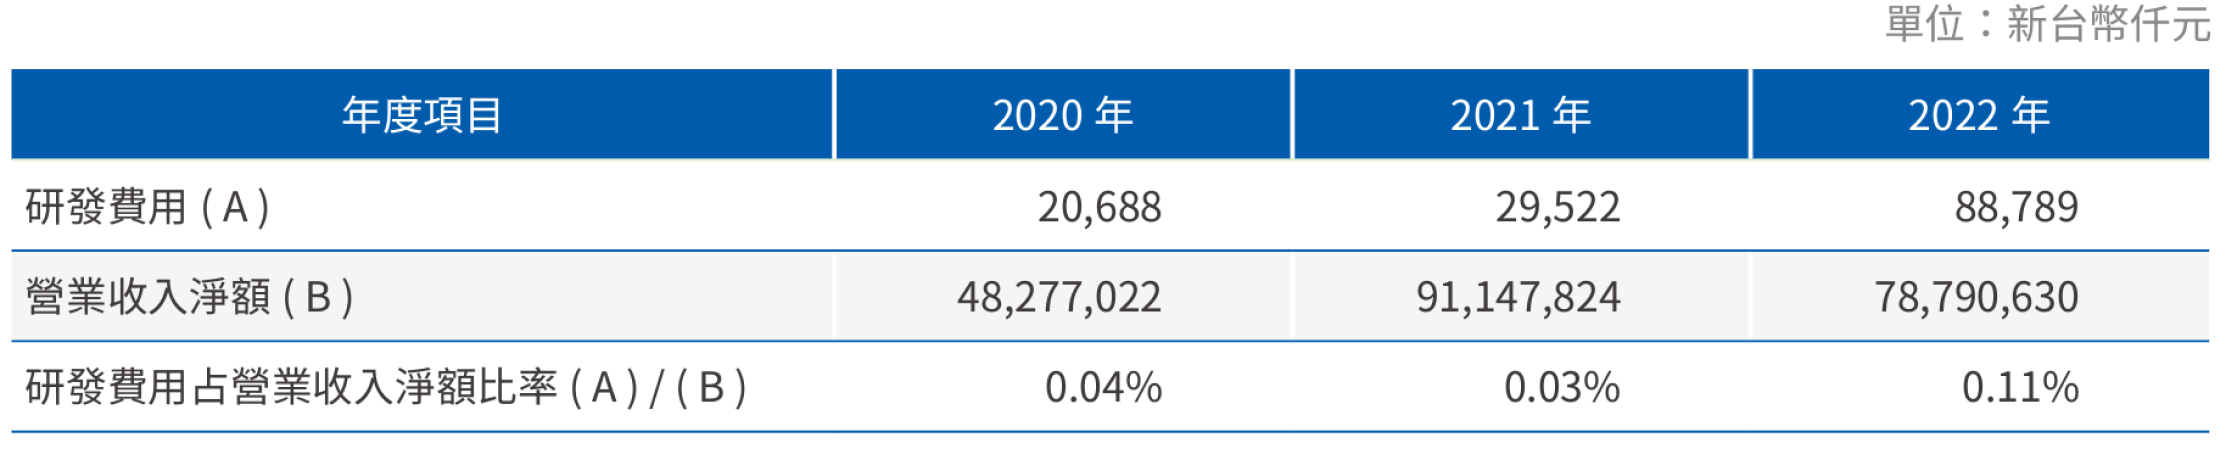 單位：新台幣仟元
年度項目 2020 年 2021 年 2022 年
研發費用 ( A ) 20,688 29,522 88,789
營業收入淨額 ( B ) 48,277,022 91,147,824 78,790,630
研發費用占營業收入淨額比率 ( A ) / ( B ) 0.04% 0.03% 0.11%